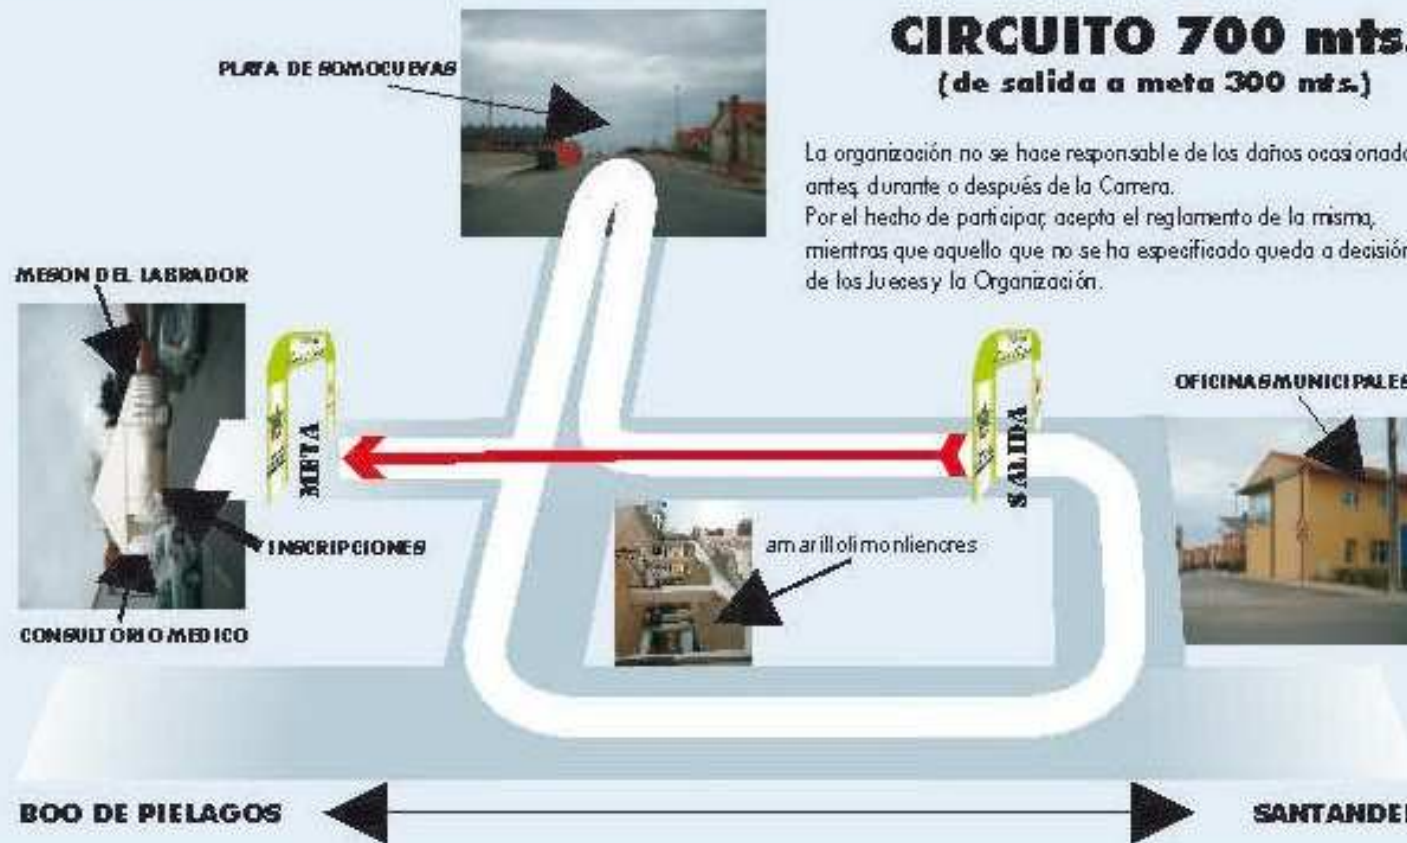 CIRCUITO 700 mts.
(de salida a meta 300 mts.)
PLAYA DE SOMOCUEVAS
La organización no se hace responsable de los daños ocasionado
antes, durante o después de la Carrera.
Por el hecho de participar, acepta el reglamento de la misma,
mientras que aquello que no se ha especificado queda a decisión
de los Jueces y la Organización.
MESON DEL LABRADOR
META
SALIDA
OFICINAS MUNICIPALES
INSCRIPCIONES
amarillolimonliencres
CONSULTORIO MEDICO
BOO DE PIELAGOS
SANTANDE